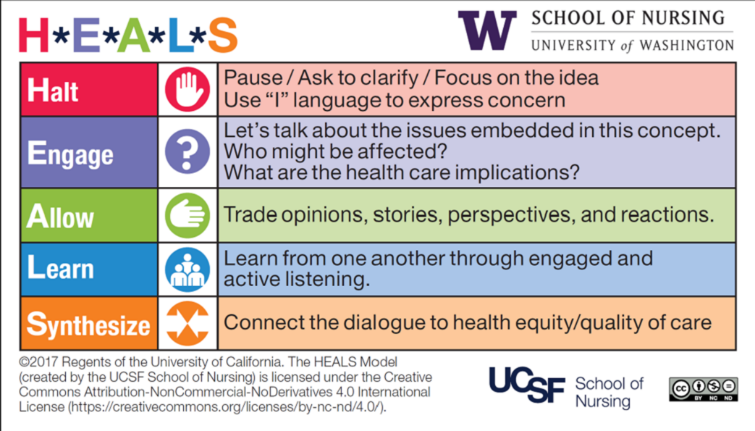 H*E*A*L*S
W SCHOOL OF NURSING
UNIVERSITY of WASHINGTON
Halt
Pause / Ask to clarify / Focus on the idea
Use “I” language to express concern
Engage
?
Let’s talk about the issues embedded in this concept.
Who might be affected?
What are the health care implications?
Allow
Trade opinions, stories, perspectives, and reactions.
Learn
Learn from one another through engaged and
active listening.
Synthesize
Connect the dialogue to health equity/quality of care
©2017 Regents of the University of California. The HEALS Model
(created by the UCSF School of Nursing) is licensed under the Creative
Commons Attribution-NonCommercial-NoDerivatives 4.0 International
License (https://creativecommons.org/licenses/by-nc-nd/4.0/).
UCSF School of
Nursing
cc
BY NC ND